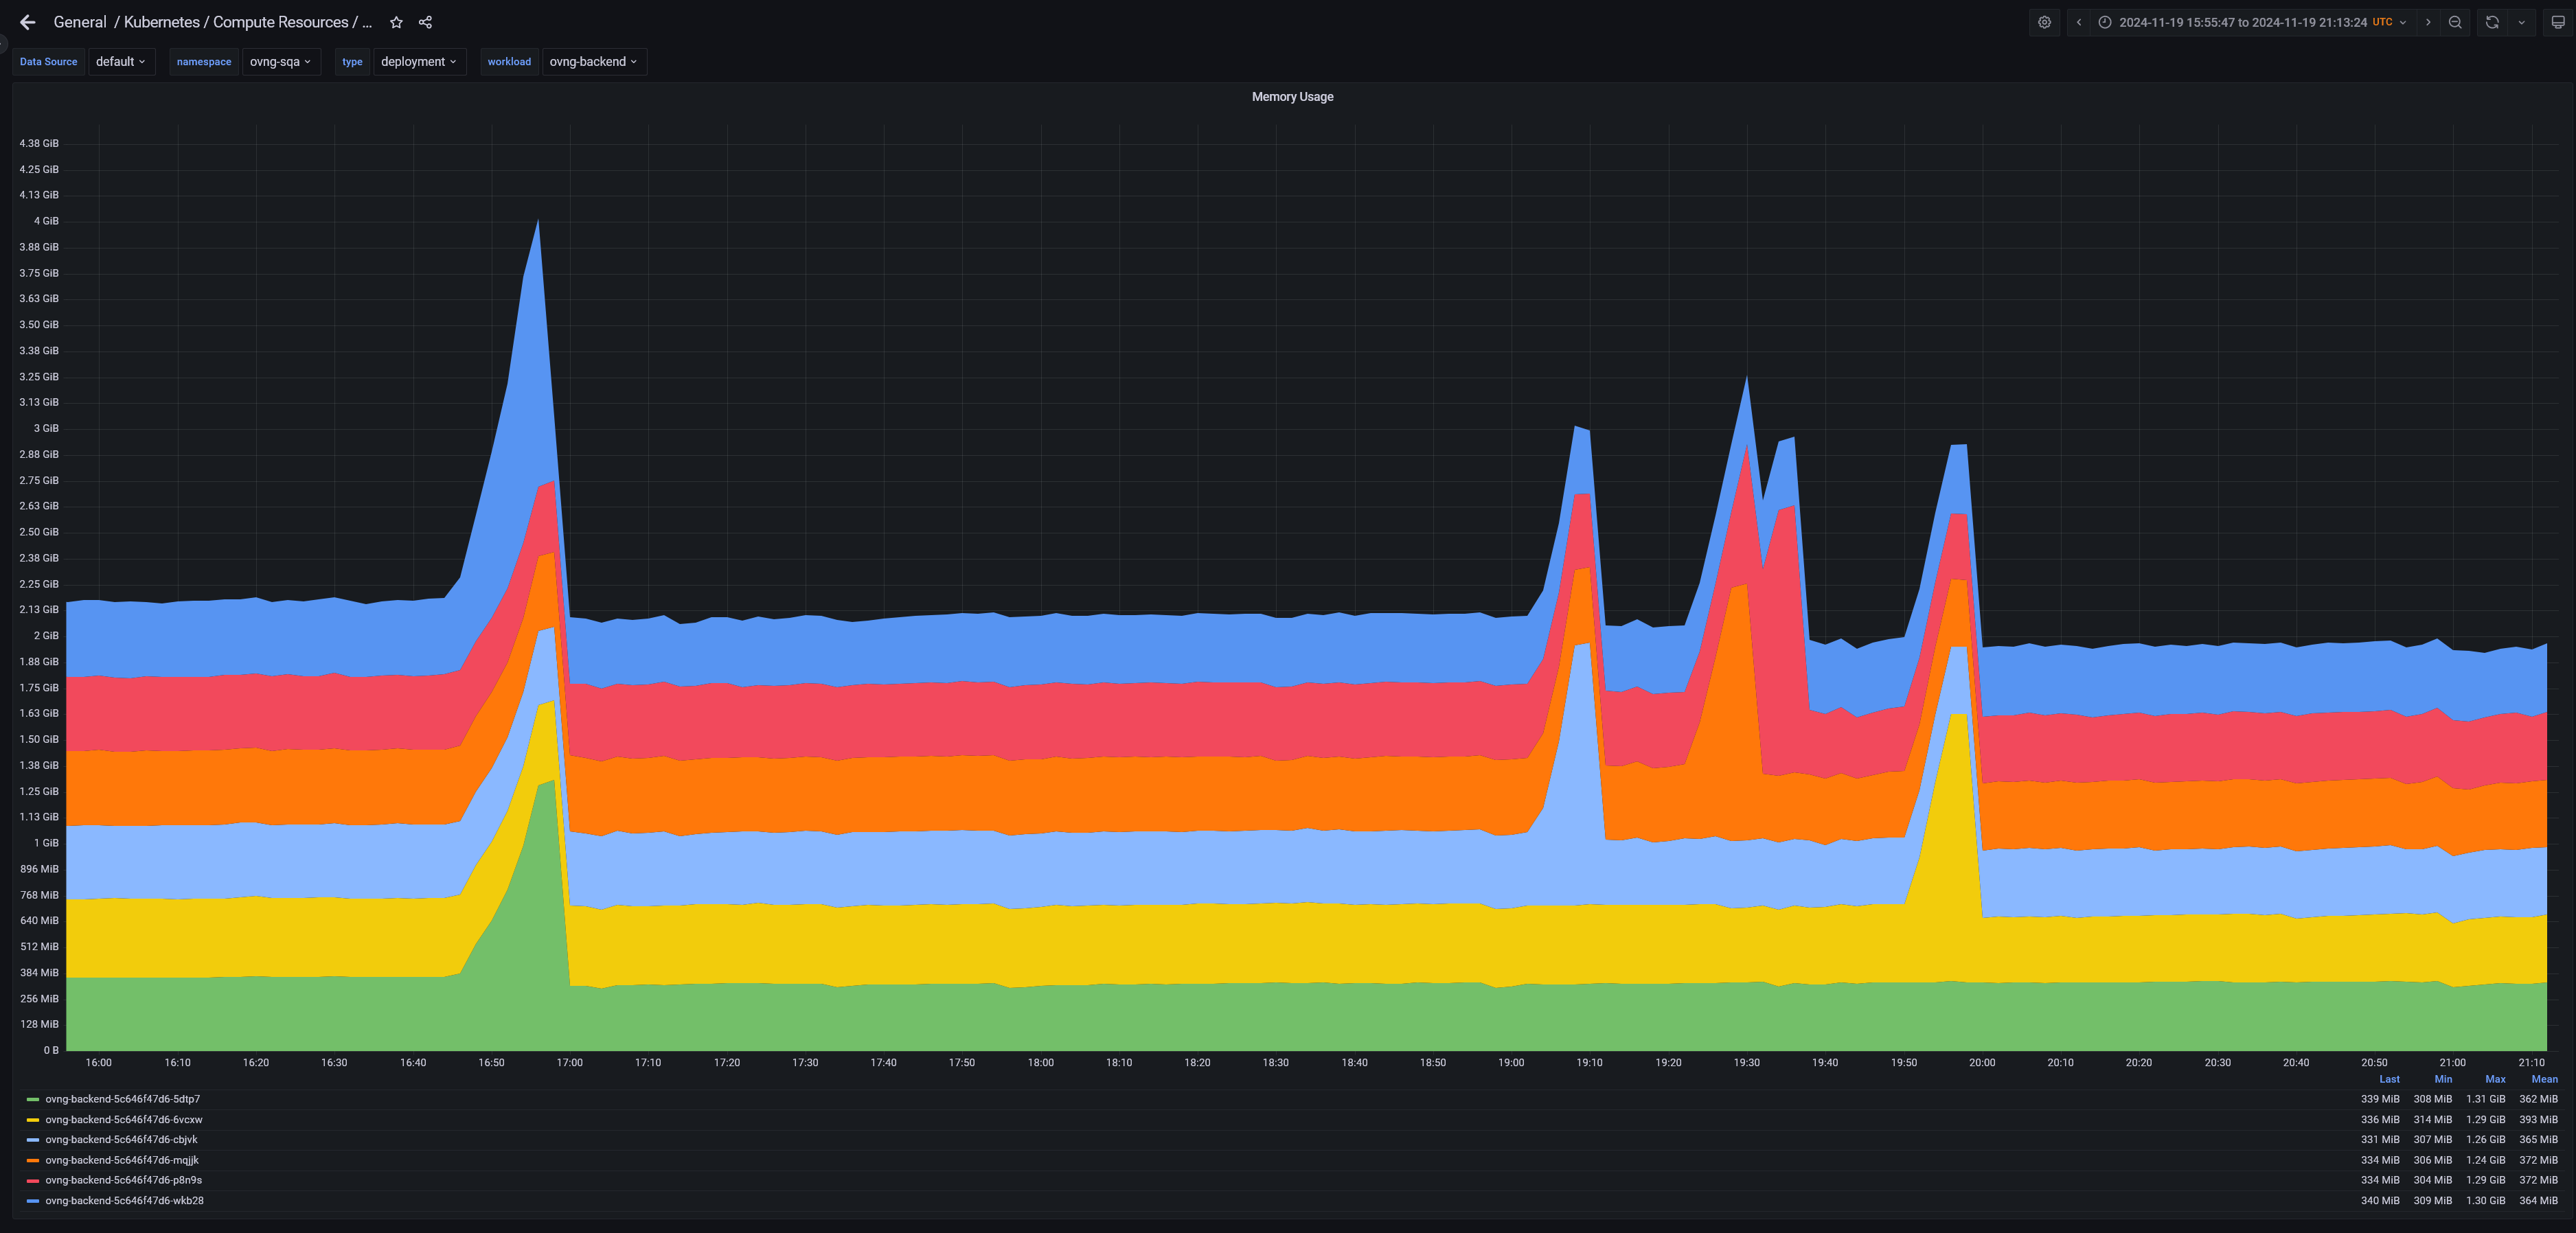 General / Kubernetes / Compute Resources / ...
2024-11-19 15:55:47 to 2024-11-19 21:13:24 UTC
Data Source default namespace ovng-sqa type deployment workload ovng-backend
Memory Usage
4.38 GiB
4.25 GiB
4.13 GiB
4 GiB
3.88 GiB
3.75 GiB
3.63 GiB
3.50 GiB
3.38 GiB
3.25 GiB
3.13 GiB
3 GiB
2.88 GiB
2.75 GiB
2.63 GiB
2.50 GiB
2.38 GiB
2.25 GiB
2.13 GiB
2 GiB
1.88 GiB
1.75 GiB
1.63 GiB
1.50 GiB
1.38 GiB
1.25 GiB
1.13 GiB
1 GiB
896 MiB
768 MiB
640 MiB
512 MiB
384 MiB
256 MiB
128 MiB
0 B
16:00 16:10 16:20 16:30 16:40 16:50 17:00 17:10 17:20 17:30 17:40 17:50 18:00 18:10 18:20 18:30 18:40 18:50 19:00 19:10 19:20 19:30 19:40 19:50 20:00 20:10 20:20 20:30 20:40 20:50 21:00 21:10
Last Min Max Mean
ovng-backend-5c646f47d6-5dtp7 339 MiB 308 MiB 1.31 GiB 362 MiB
ovng-backend-5c646f47d6-6vcxw 336 MiB 314 MiB 1.29 GiB 393 MiB
ovng-backend-5c646f47d6-cbjvk 331 MiB 307 MiB 1.26 GiB 365 MiB
ovng-backend-5c646f47d6-mqjjk 334 MiB 306 MiB 1.24 GiB 372 MiB
ovng-backend-5c646f47d6-p8n9s 334 MiB 304 MiB 1.29 GiB 372 MiB
ovng-backend-5c646f47d6-wkb28 340 MiB 309 MiB 1.30 GiB 364 MiB